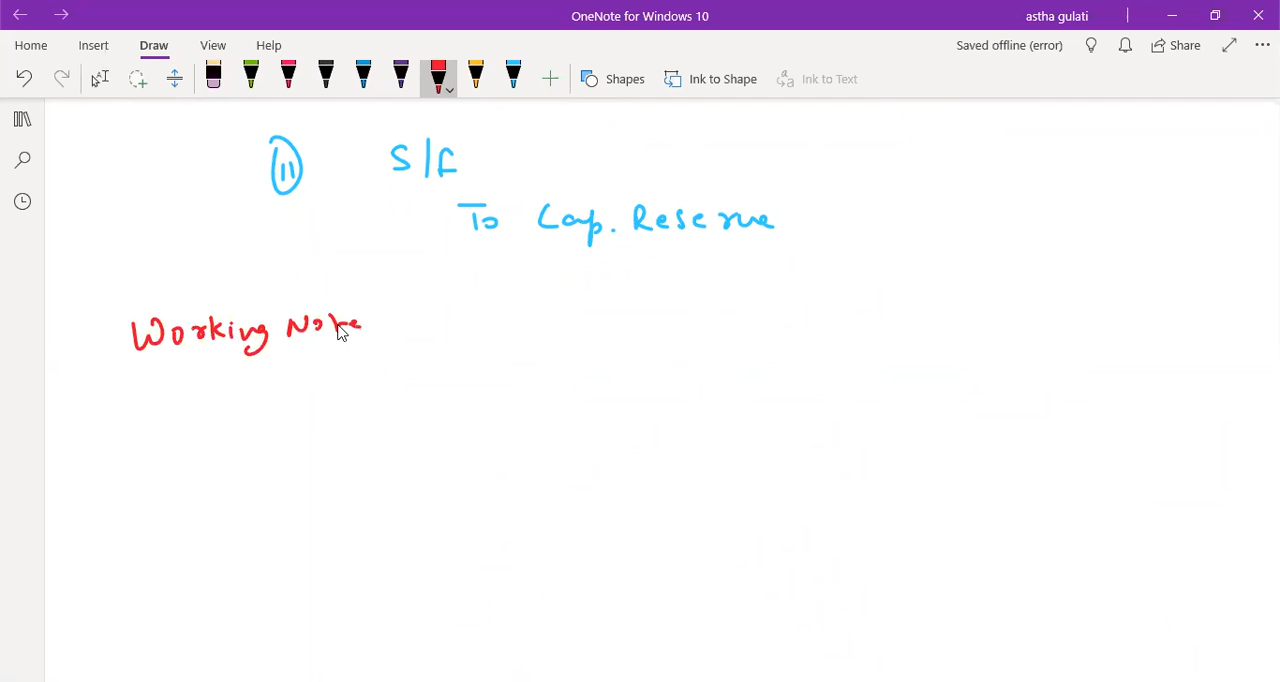 OneNote for Windows 10
astha gulati
Home Insert Draw View Help
Saved offline (error)
Share
Shapes
Ink to Shape
Ink to Text
11 S/F
To Cap. Reserve
Working Note